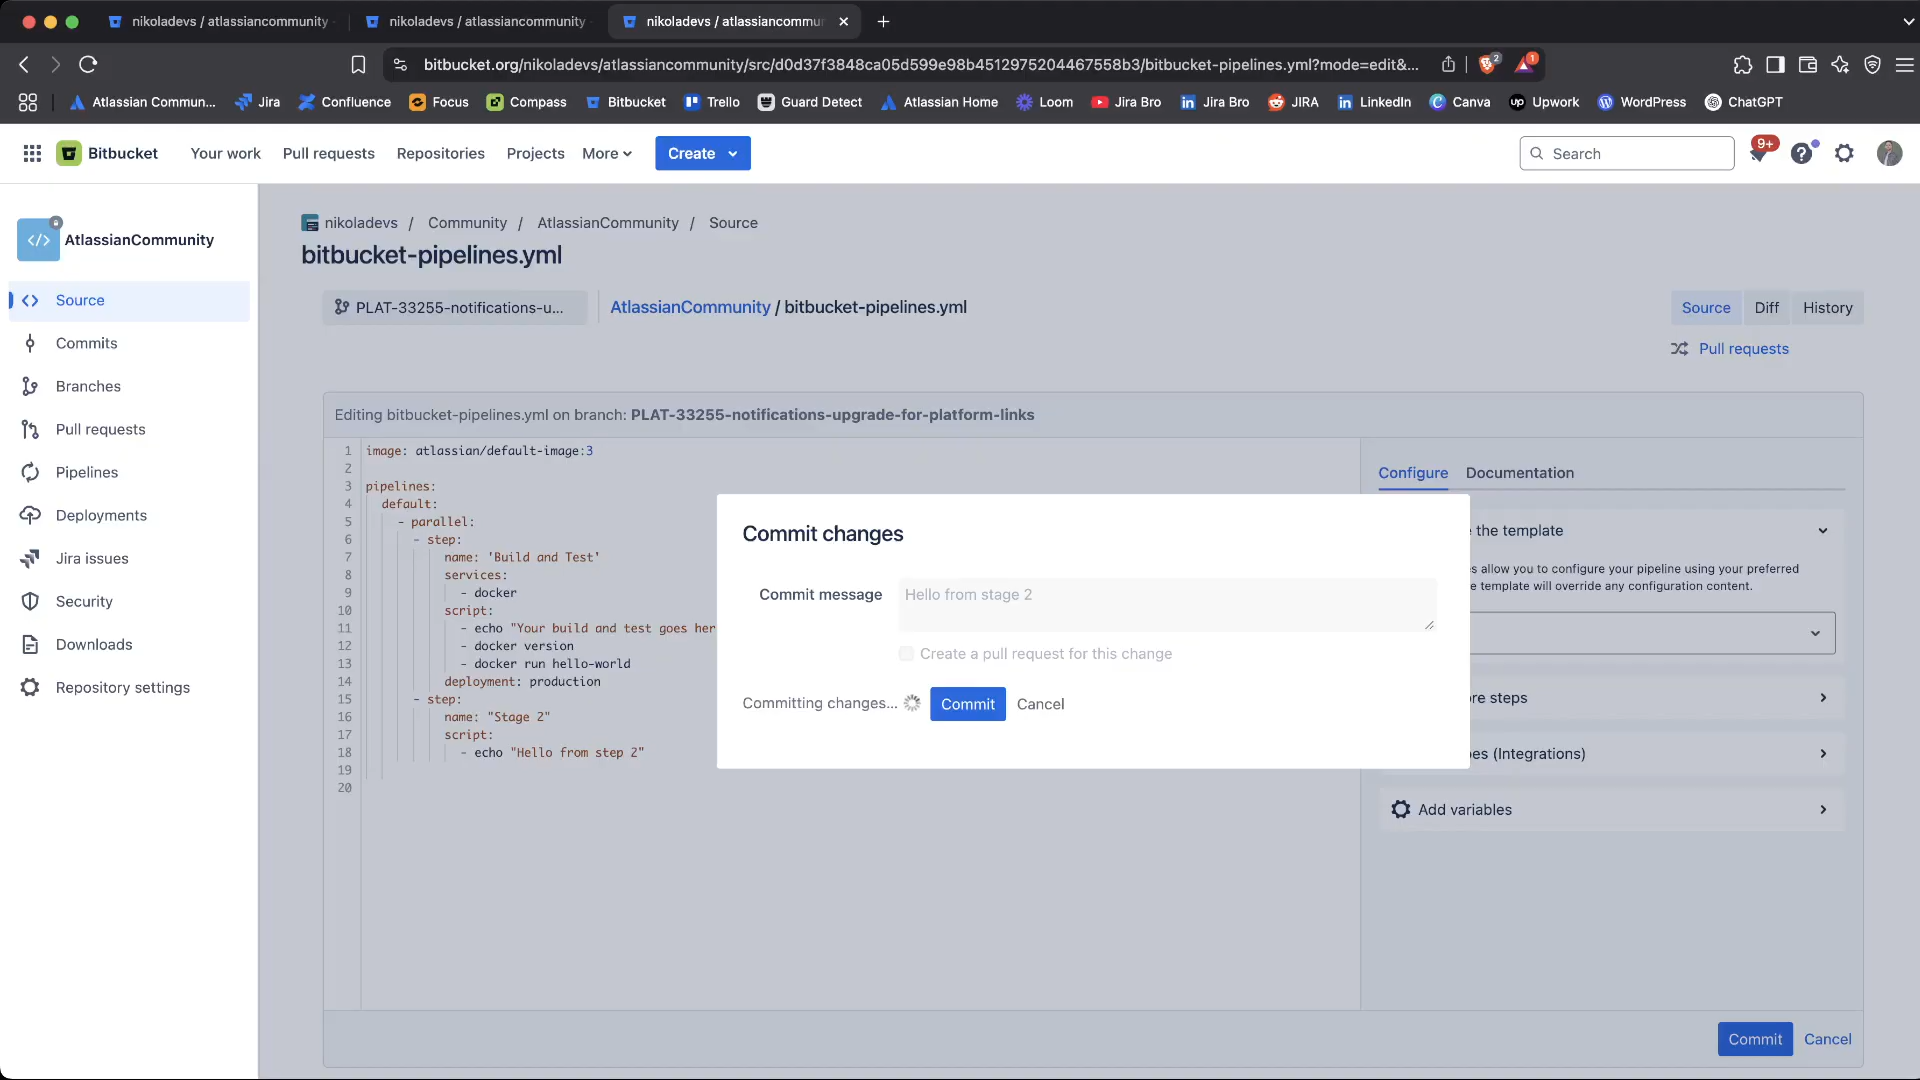 nikoladevs / atlassiancommunity
nikoladevs / atlassiancommunity
nikoladevs / atlassiancommu
bitbucket.org/nikoladevs/atlassiancommunity/src/d0d37f3848ca05d599e98b4512975204467558b3/bitbucket-pipelines.yml?mode=edit&...
2
1
Atlassian Commun...
Jira
Confluence
Focus
Compass
Bitbucket
Trello
Guard Detect
Atlassian Home
Loom
Jira Bro
Jira Bro
JIRA
LinkedIn
Canva
Upwork
WordPress
ChatGPT
Bitbucket
Your work
Pull requests
Repositories
Projects
More
Create
Search
9+
AtlassianCommunity
Source
Commits
Branches
Pull requests
Pipelines
Deployments
Jira issues
Security
Downloads
Repository settings
nikoladevs / Community / AtlassianCommunity / Source
bitbucket-pipelines.yml
PLAT-33255-notifications-u...
AtlassianCommunity / bitbucket-pipelines.yml
Source
Diff
History
Pull requests
Editing bitbucket-pipelines.yml on branch: PLAT-33255-notifications-upgrade-for-platform-links
1 image: atlassian/default-image:3
2
3 pipelines:
4 default:
5 - parallel:
6 - step:
7 name: 'Build and Test'
8 services:
9 - docker
10 script:
11 - echo "Your build and test goes her
12 - docker version
13 - docker run hello-world
14 deployment: production
15 - step:
16 name: "Stage 2"
17 script:
18 - echo "Hello from step 2"
19
20
Configure
Documentation
the template
allow you to configure your pipeline using your preferred
template will override any configuration content.
steps
(Integrations)
Add variables
Commit changes
Commit message
Hello from stage 2
Create a pull request for this change
Committing changes...
Commit
Cancel
Commit
Cancel